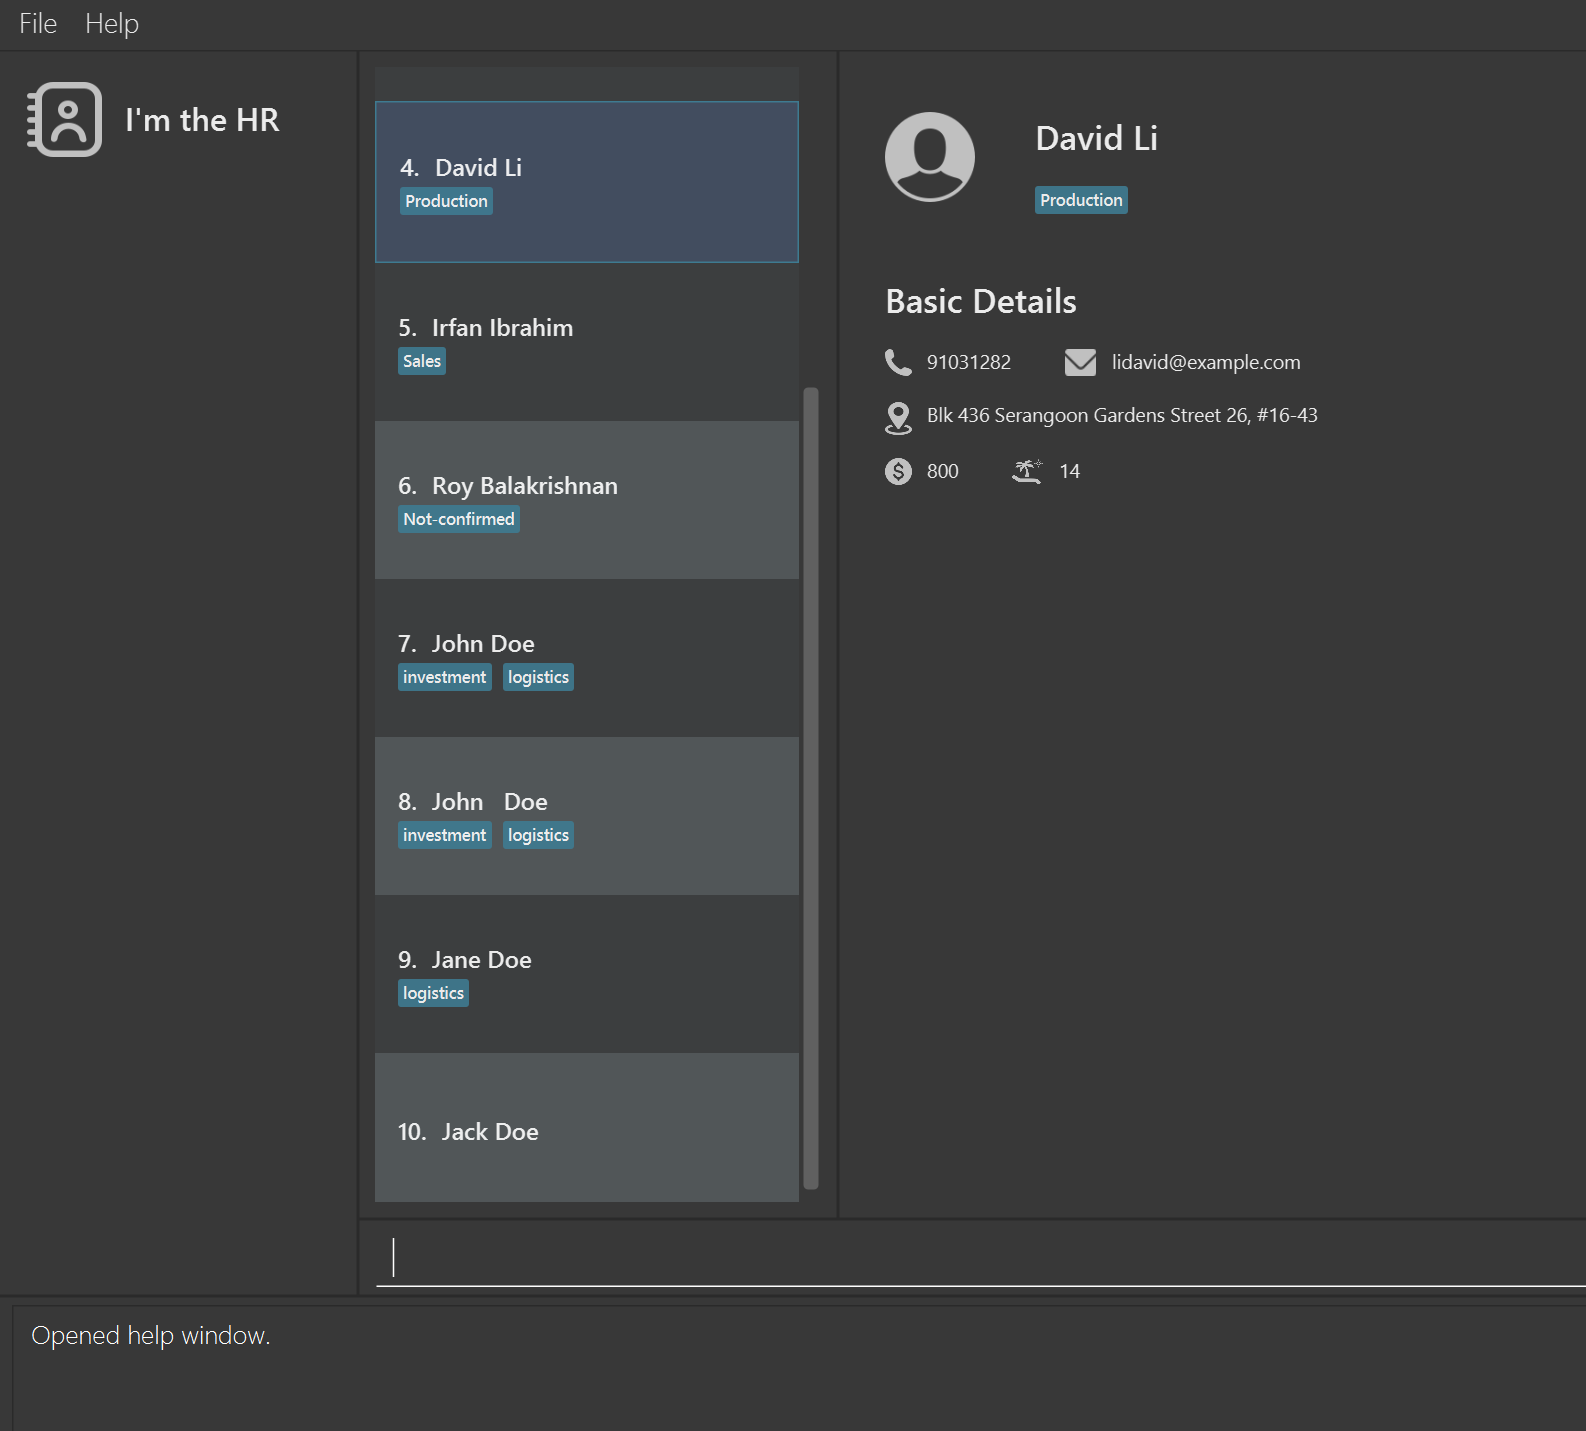 File Help
I'm the HR
4. David Li
Production
5. Irfan Ibrahim
Sales
6. Roy Balakrishnan
Not-confirmed
7. John Doe
investment logistics
8. John   Doe
investment logistics
9. Jane Doe
logistics
10. Jack Doe
David Li
Production
Basic Details
91031282 lidavid@example.com
Blk 436 Serangoon Gardens Street 26, #16-43
800 14
Opened help window.